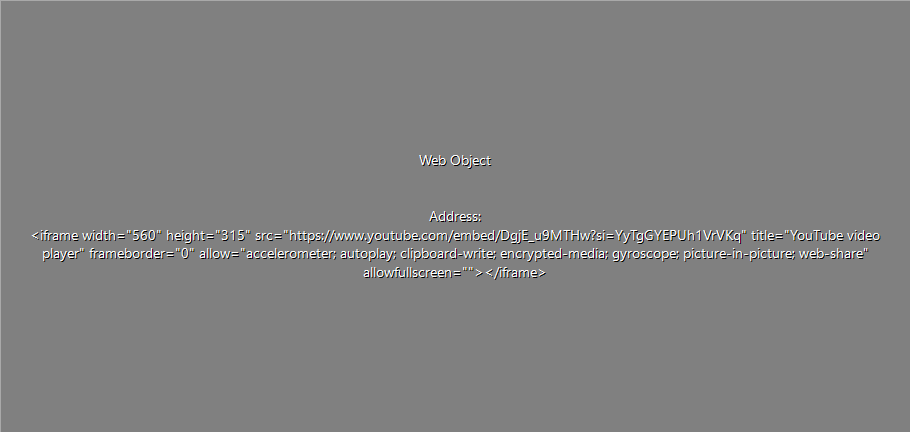 Web Object
Address:
<iframe width="560" height="315" src="https://www.youtube.com/embed/DgjE_u9MTHw?si=YyTgGYEPUh1VrVKq" title="YouTube video
player" frameborder="0" allow="accelerometer; autoplay; clipboard-write; encrypted-media; gyroscope; picture-in-picture; web-share"
allowfullscreen=""></iframe>